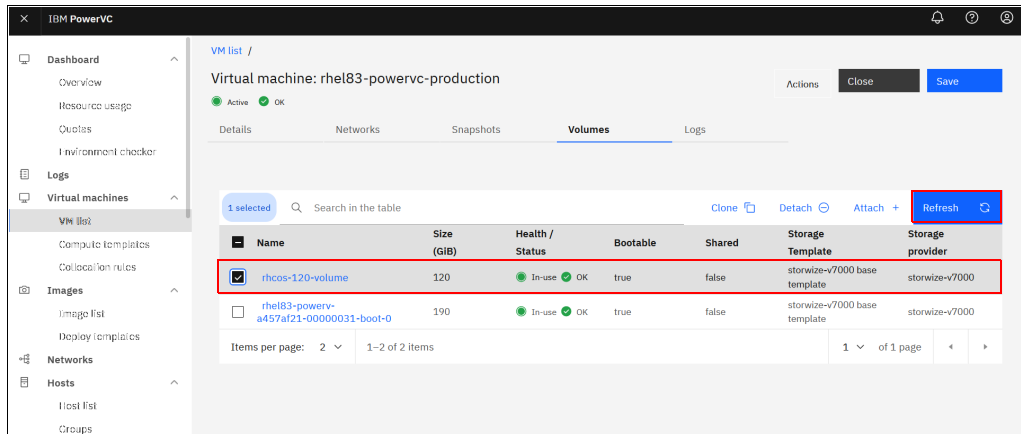 IBM PowerVC
Dashboard
Overview
Resource usage
Quotas
Environment checker
Logs
Virtual machines
VM list
Compute templates
Collocation rules
Images
Image list
Deploy templates
Networks
Hosts
Host list
Groups
VM list /
Virtual machine: rhel83-powervc-production
Active OK
Actions
Close
Save
Details Networks Snapshots Volumes Logs
1 selected Search in the table Clone Detach Attach + Refresh
Name Size (GiB) Health / Status Bootable Shared Storage Template Storage provider
rhcos-120-volume 120 In-use OK true false storwize-v7000 base template storwize-v7000
rhel83-powerv-a457af21-00000031-boot-0 190 In-use OK true false storwize-v7000 base template storwize-v7000
Items per page: 2 1–2 of 2 items 1 of 1 page